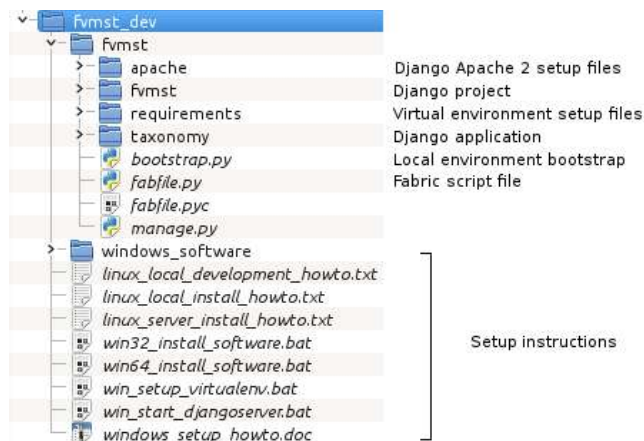 fvmst_dev
fvmst
apache Django Apache 2 setup files
fvmst Django project
requirements Virtual environment setup files
taxonomy Django application
bootstrap.py Local environment bootstrap
fabfile.py Fabric script file
fabfile.pyc
manage.py
windows_software
linux_local_development_howto.txt
linux_local_install_howto.txt
linux_server_install_howto.txt
win32_install_software.bat Setup instructions
win64_install_software.bat
win_setup_virtualenv.bat
win_start_djangoserver.bat
windows_setup_howto.doc